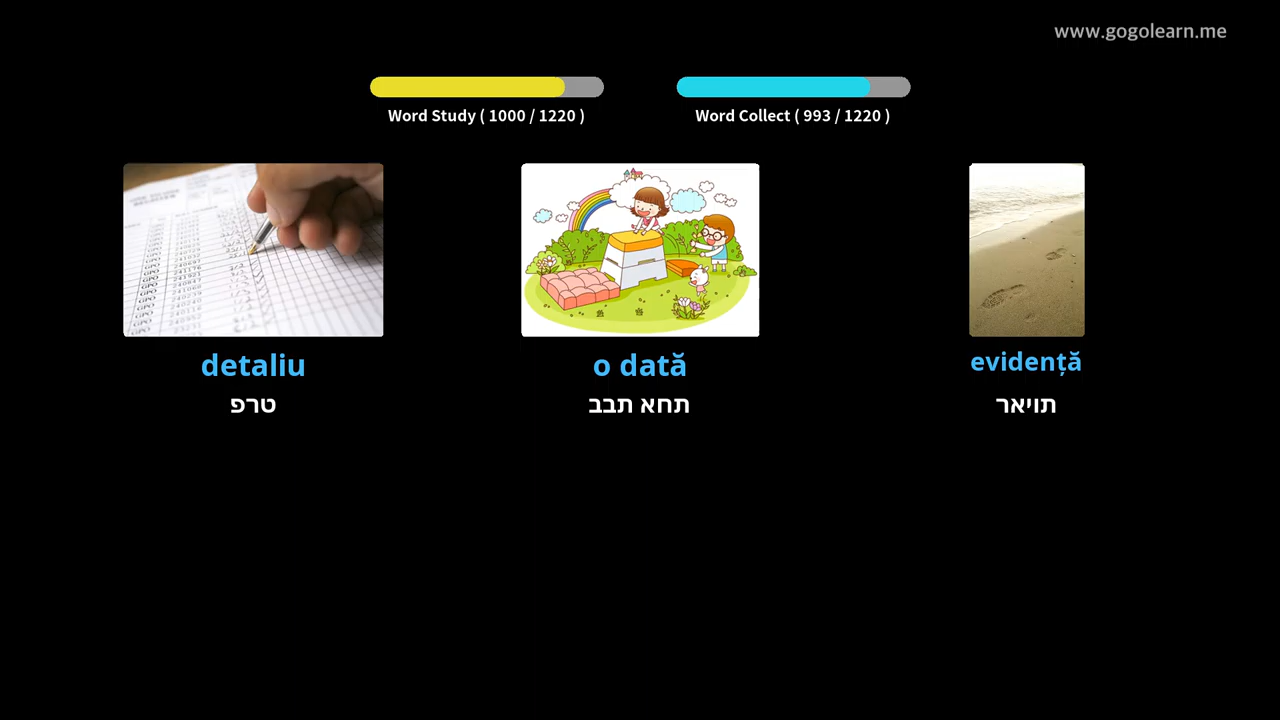 www.gogolearn.me
Word Study ( 1000 / 1220 )
Word Collect ( 993 / 1220 )
detaliu
טרפ
o dată
תחא תבב
evidență
תויאר